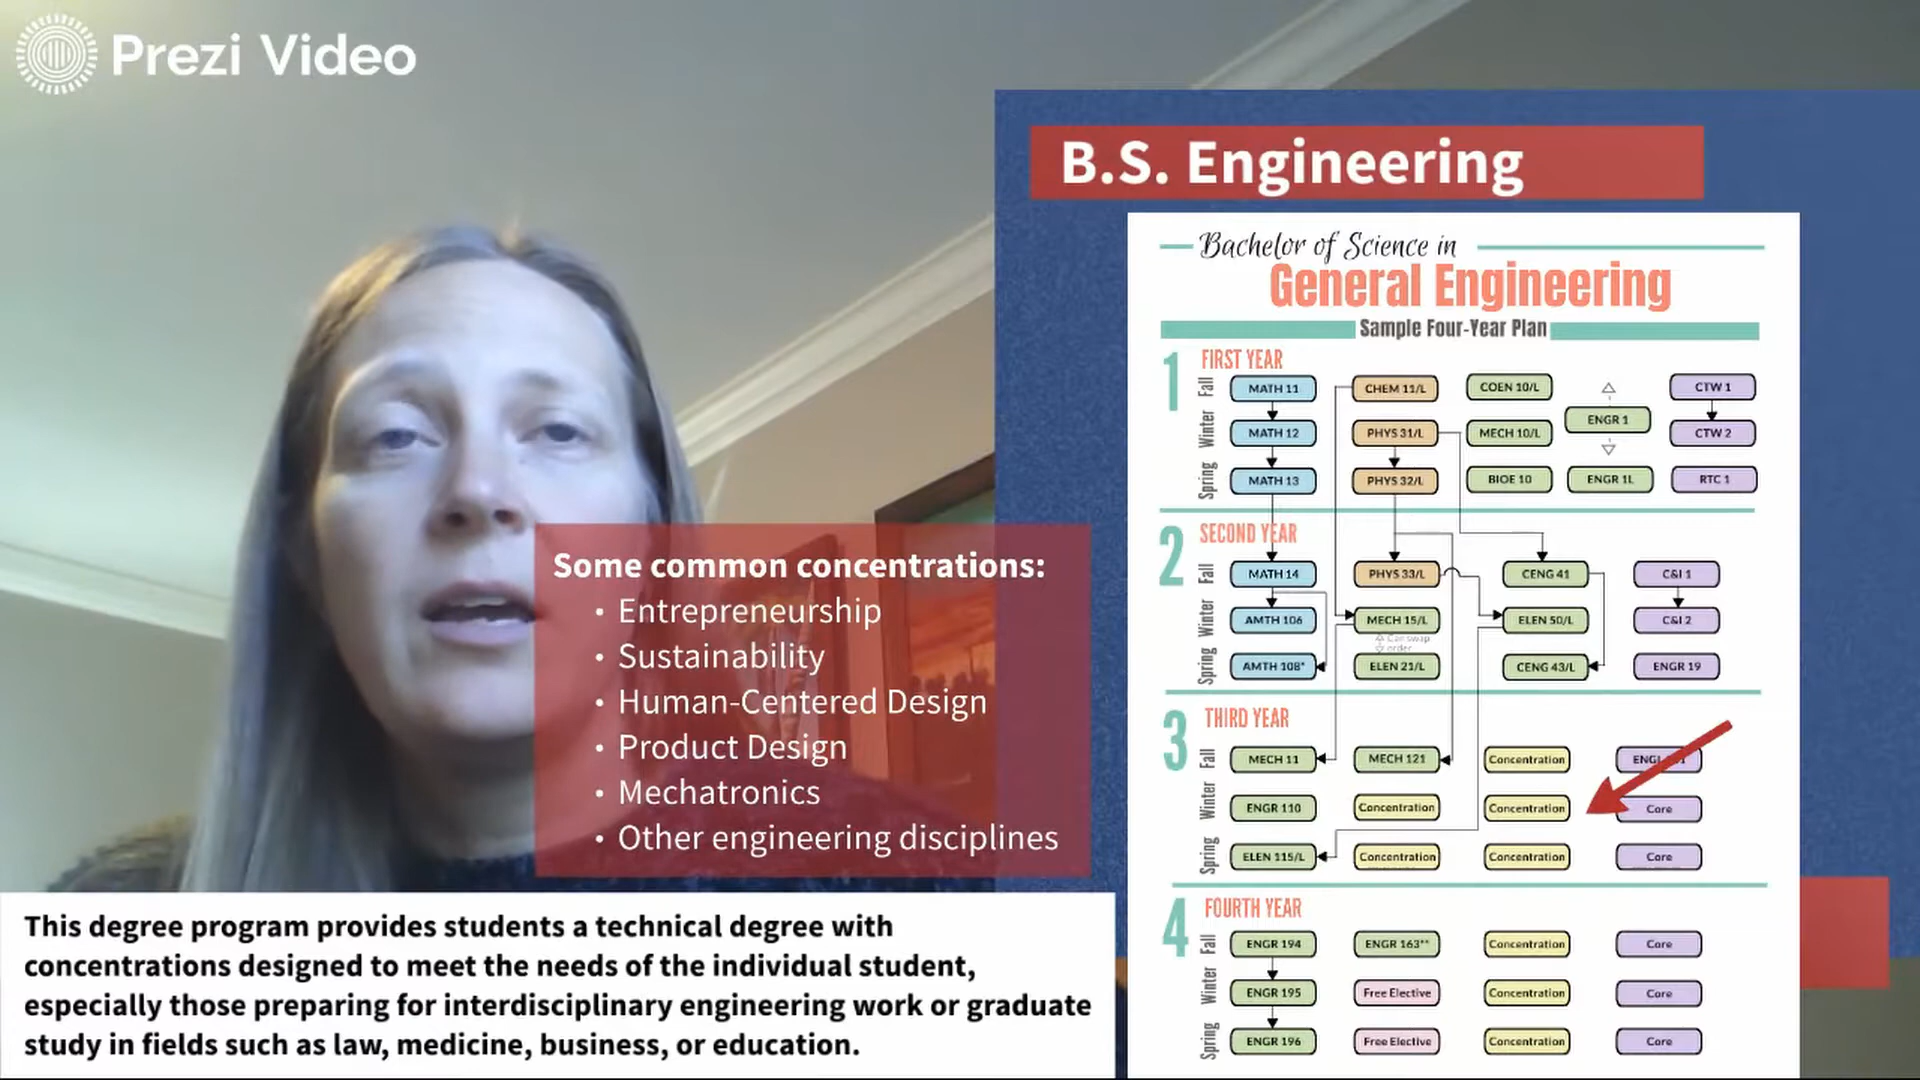 Prezi Video
B.S. Engineering
Bachelor of Science in
General Engineering
Sample Four-Year Plan
1 FIRST YEAR
Fall MATH 11 CHEM 11/L COEN 10/L CTW 1
ENGR 1
Winter MATH 12 PHYS 31/L MECH 10/L CTW 2
Spring MATH 13 PHYS 32/L BIOE 10 ENGR 1L RTC 1
2 SECOND YEAR
Fall MATH 14 PHYS 33/L CENG 41 C&I 1
Winter AMTH 106 MECH 15/L ELEN 50/L C&I 2
Can swap
order
Spring AMTH 108* ELEN 21/L CENG 43/L ENGR 19
3 THIRD YEAR
Fall MECH 11 MECH 121 Concentration
Winter ENGR 110 Concentration Concentration Core
Spring ELEN 115/L Concentration Concentration Core
4 FOURTH YEAR
Fall ENGR 194 ENGR 163** Concentration Core
Winter ENGR 195 Free Elective Concentration Core
Spring ENGR 196 Free Elective Concentration Core
Some common concentrations:
• Entrepreneurship
• Sustainability
• Human-Centered Design
• Product Design
• Mechatronics
• Other engineering disciplines
This degree program provides students a technical degree with
concentrations designed to meet the needs of the individual student,
especially those preparing for interdisciplinary engineering work or graduate
study in fields such as law, medicine, business, or education.